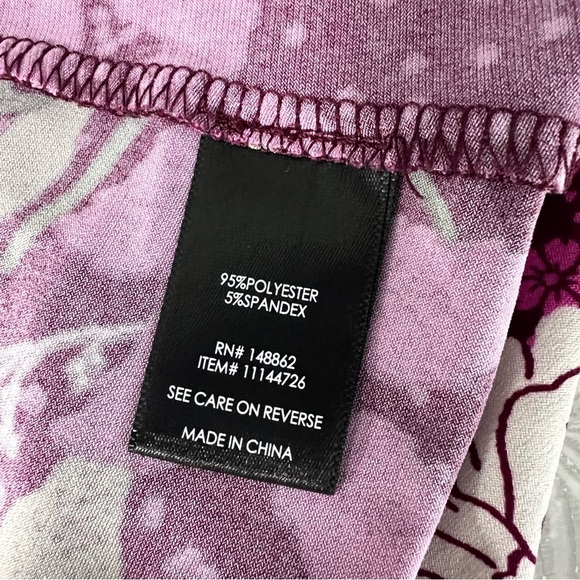 95%POLYESTER
5%SPANDEX
RN# 148862
ITEM# 11144726
SEE CARE ON REVERSE
MADE IN CHINA